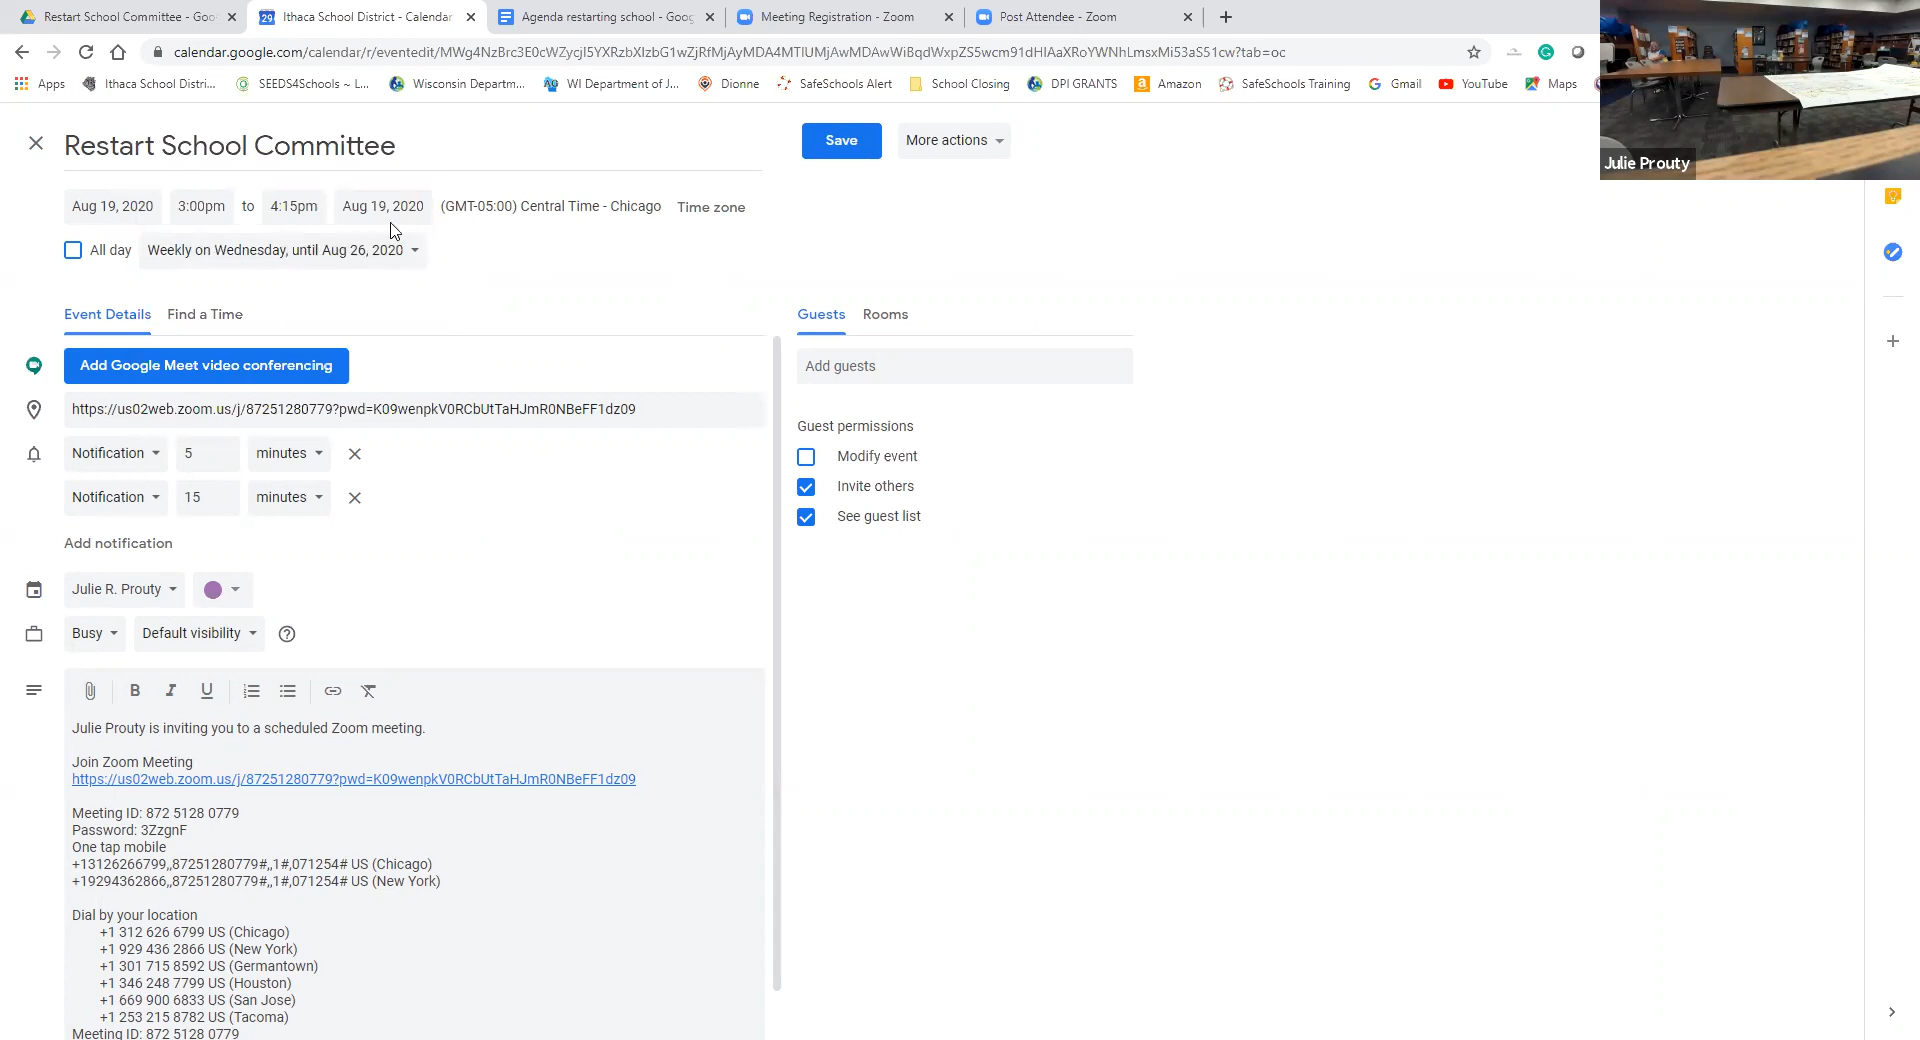 Restart School Committee - Goo
Ithaca School District - Calendar
Agenda restarting school - Goog
Meeting Registration - Zoom
Post Attendee - Zoom
calendar.google.com/calendar/r/eventedit/MWg4NzBrc3E0cWZycjI5YXRzbXIzbG1wZjRfMjAyMDA4MTlUMjAwMDAwWiBqdWxpZS5wcm91dHlAaXRoYWNhLmsxMi53aS51cw?tab=oc
Apps
Ithaca School Distri...
SEEDS4Schools ~ L...
Wisconsin Departm...
WI Department of J...
Dionne
SafeSchools Alert
School Closing
DPI GRANTS
Amazon
SafeSchools Training
Gmail
YouTube
Maps
Julie Prouty
Restart School Committee
Save
More actions
Aug 19, 2020 3:00pm to 4:15pm Aug 19, 2020 (GMT-05:00) Central Time - Chicago Time zone
All day Weekly on Wednesday, until Aug 26, 2020
Event Details Find a Time
Guests Rooms
Add Google Meet video conferencing
Add guests
https://us02web.zoom.us/j/87251280779?pwd=K09wenpkV0RCbUtTaHJmR0NBeFF1dz09
Guest permissions
Notification 5 minutes
Modify event
Invite others
Notification 15 minutes
See guest list
Add notification
Julie R. Prouty
Busy Default visibility
Julie Prouty is inviting you to a scheduled Zoom meeting.
Join Zoom Meeting
https://us02web.zoom.us/j/87251280779?pwd=K09wenpkV0RCbUtTaHJmR0NBeFF1dz09
Meeting ID: 872 5128 0779
Password: 3ZzgnF
One tap mobile
+13126266799,,87251280779#,,1#,071254# US (Chicago)
+19294362866,,87251280779#,,1#,071254# US (New York)
Dial by your location
+1 312 626 6799 US (Chicago)
+1 929 436 2866 US (New York)
+1 301 715 8592 US (Germantown)
+1 346 248 7799 US (Houston)
+1 669 900 6833 US (San Jose)
+1 253 215 8782 US (Tacoma)
Meeting ID: 872 5128 0779